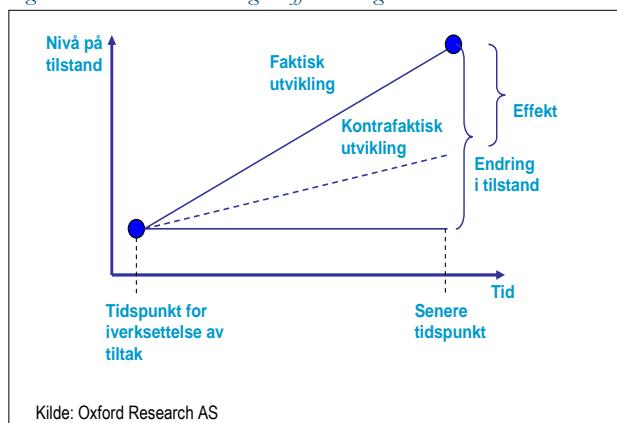 Nivå på
tilstand
Faktisk
utvikling
Kontrafaktisk
utvikling
Effekt
Endring
i tilstand
Tid
Tidspunkt for
iverksettelse av
tiltak
Senere
tidspunkt
Kilde: Oxford Research AS